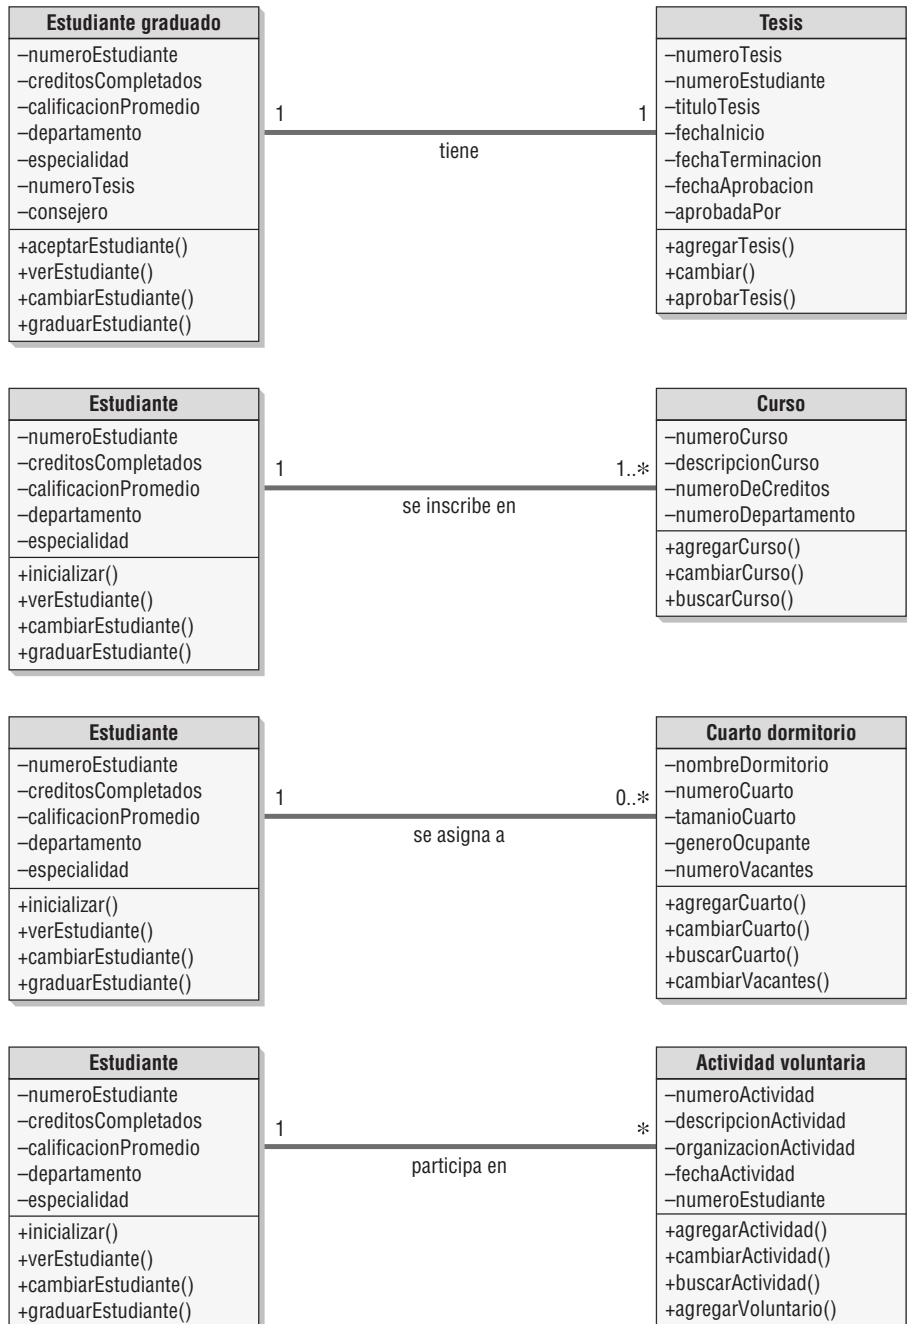 Estudiante graduado
–numeroEstudiante
–creditosCompletados
–calificacionPromedio
–departamento
–especialidad
–numeroTesis
–consejero
+aceptarEstudiante()
+verEstudiante()
+cambiarEstudiante()
+graduarEstudiante()
1
1
tiene
Tesis
–numeroTesis
–numeroEstudiante
–tituloTesis
–fechaInicio
–fechaTerminacion
–fechaAprobacion
–aprobadaPor
+agregarTesis()
+cambiar()
+aprobarTesis()
Estudiante
–numeroEstudiante
–creditosCompletados
–calificacionPromedio
–departamento
–especialidad
+inicializar()
+verEstudiante()
+cambiarEstudiante()
+graduarEstudiante()
1
1..*
se inscribe en
Curso
–numeroCurso
–descripcionCurso
–numeroDeCreditos
–numeroDepartamento
+agregarCurso()
+cambiarCurso()
+buscarCurso()
Estudiante
–numeroEstudiante
–creditosCompletados
–calificacionPromedio
–departamento
–especialidad
+inicializar()
+verEstudiante()
+cambiarEstudiante()
+graduarEstudiante()
1
0..*
se asigna a
Cuarto dormitorio
–nombreDormitorio
–numeroCuarto
–tamanioCuarto
–generoOcupante
–numeroVacantes
+agregarCuarto()
+cambiarCuarto()
+buscarCuarto()
+cambiarVacantes()
Estudiante
–numeroEstudiante
–creditosCompletados
–calificacionPromedio
–departamento
–especialidad
+inicializar()
+verEstudiante()
+cambiarEstudiante()
+graduarEstudiante()
1
*
participa en
Actividad voluntaria
–numeroActividad
–descripcionActividad
–organizacionActividad
–fechaActividad
–numeroEstudiante
+agregarActividad()
+cambiarActividad()
+buscarActividad()
+agregarVoluntario()